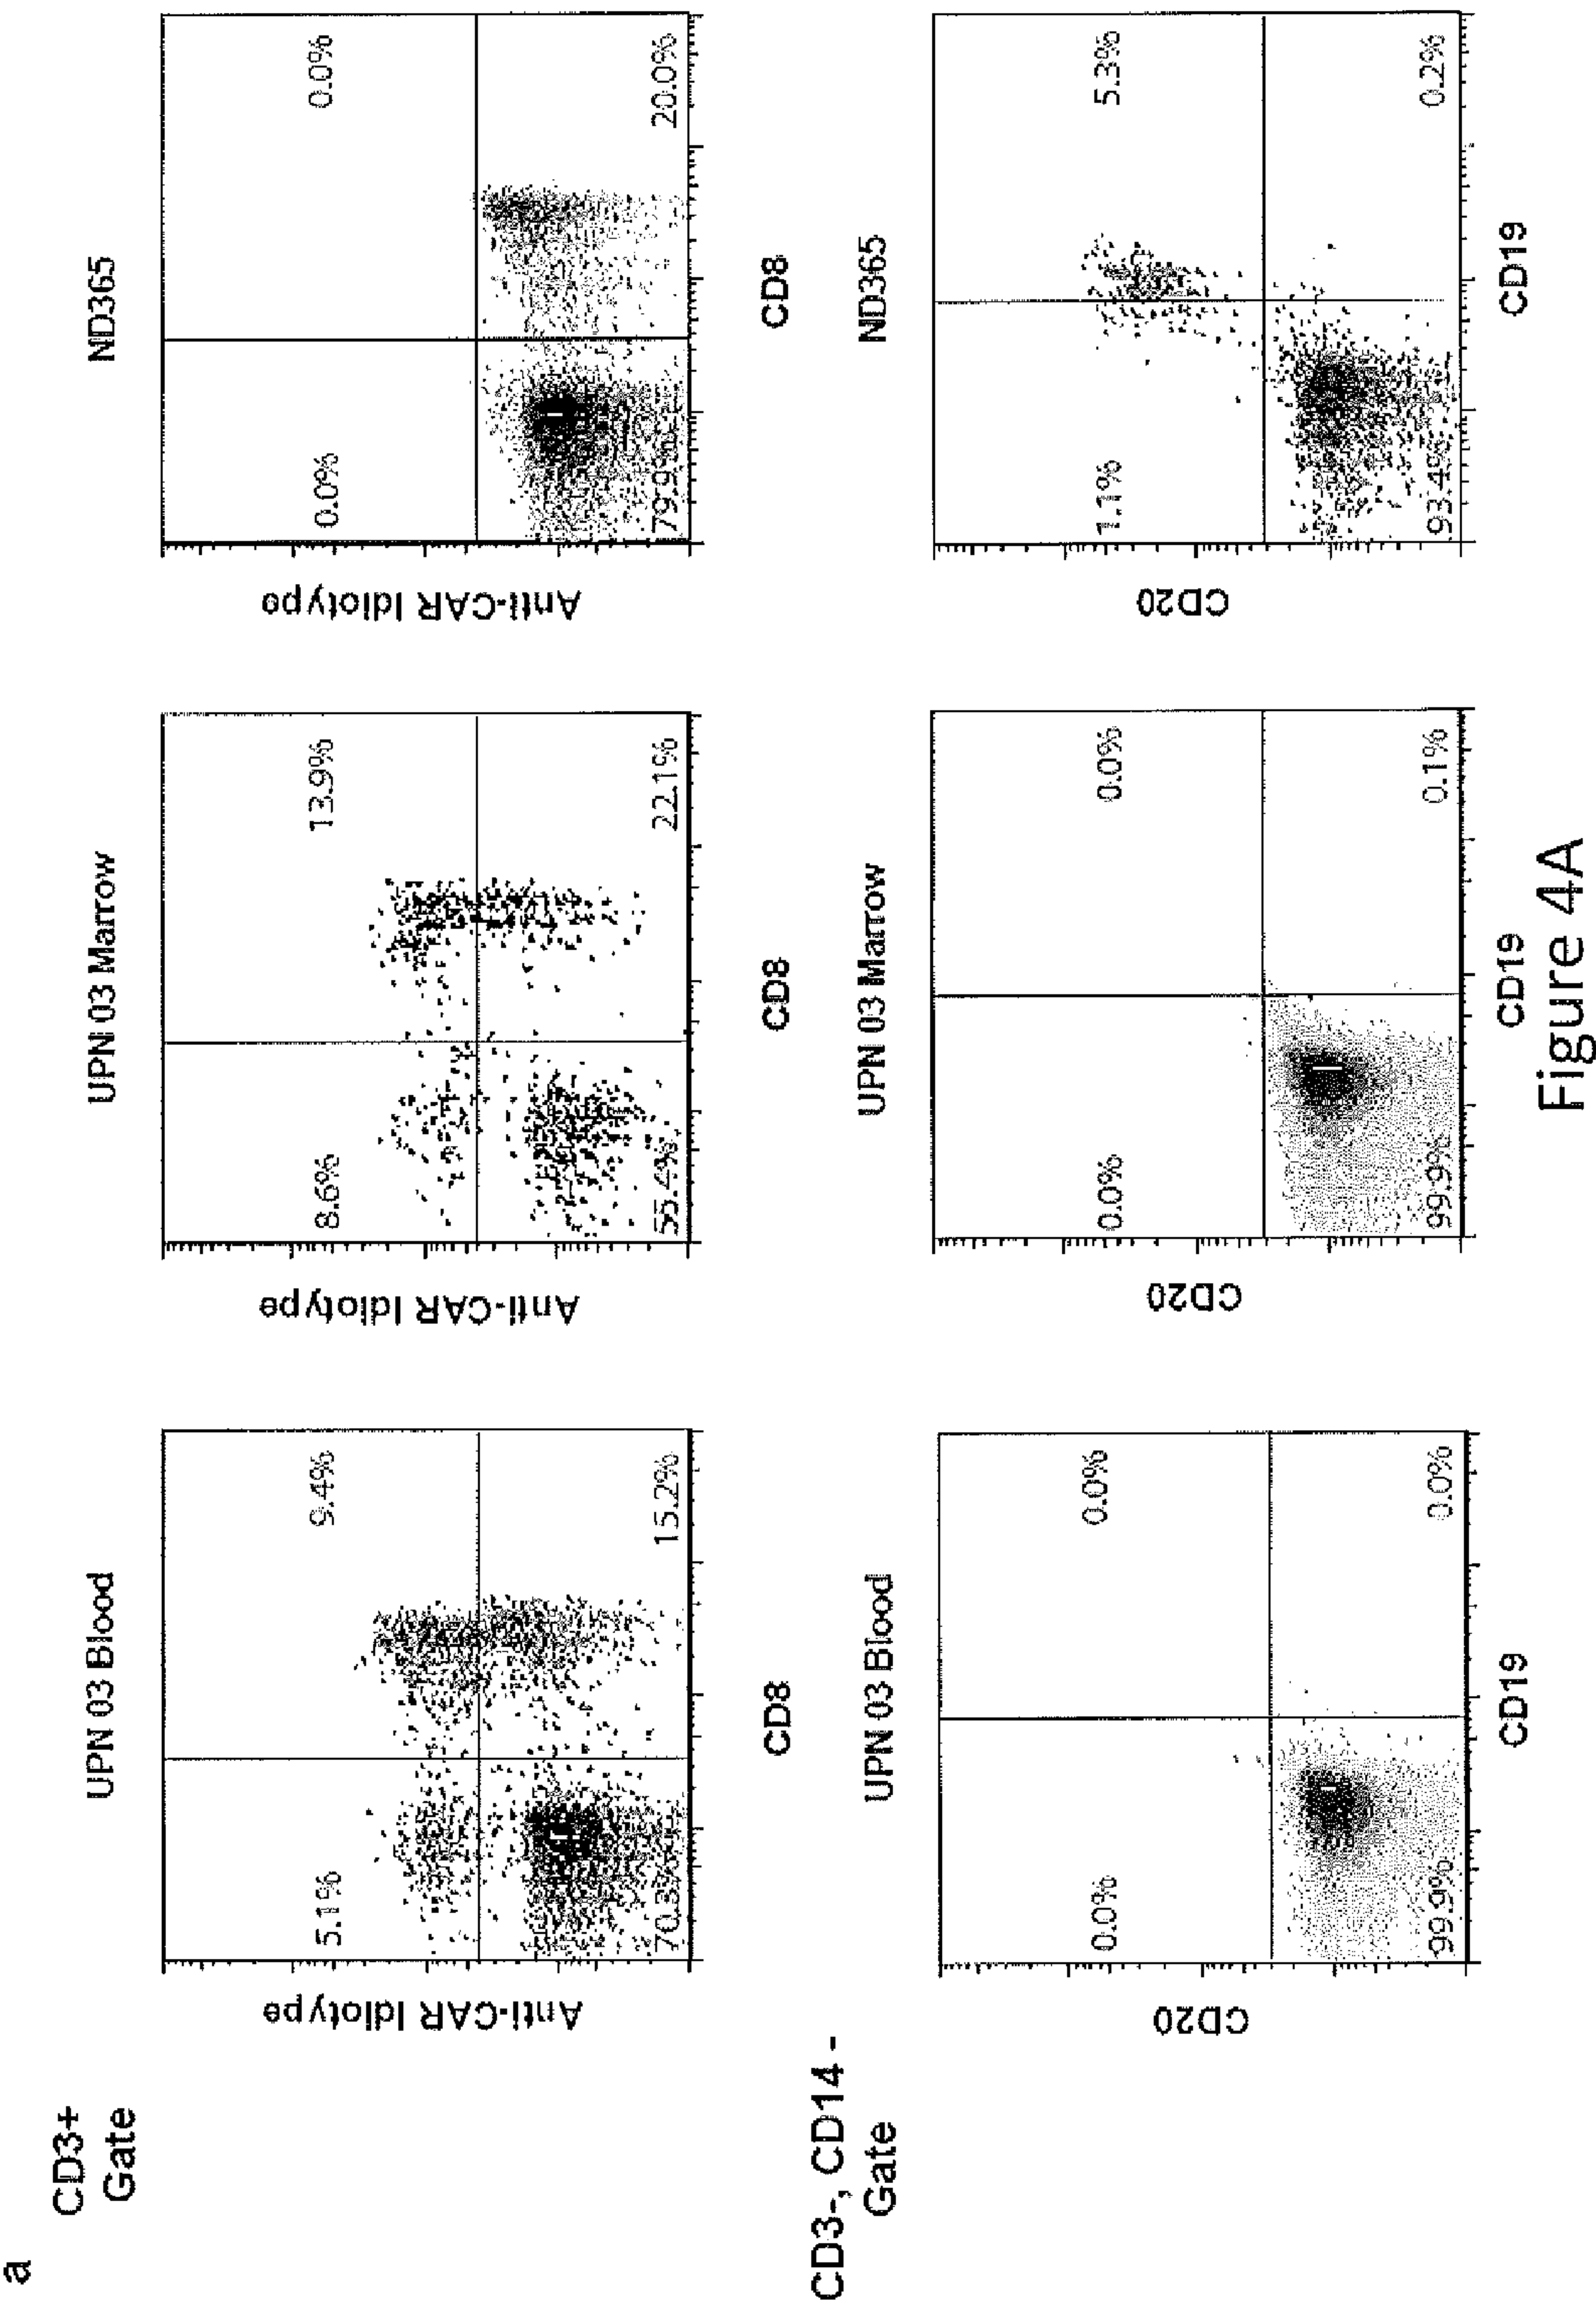 a
CD3+
Gate
UPN 03 Blood
Anti-CAR Idiotype
5.1%
9.4%
70.3%
15.2%
CD8
UPN 03 Marrow
Anti-CAR Idiotype
8.6%
13.9%
55.4%
22.1%
CD8
ND365
Anti-CAR Idiotype
0.0%
0.0%
79.9%
20.0%
CD8
CD3-, CD14 -
Gate
UPN 03 Blood
CD20
0.0%
0.0%
99.9%
0.0%
CD19
UPN 03 Marrow
CD20
0.0%
0.0%
99.9%
0.1%
CD19
ND365
CD20
1.1%
5.3%
93.4%
0.2%
CD19
Figure 4A